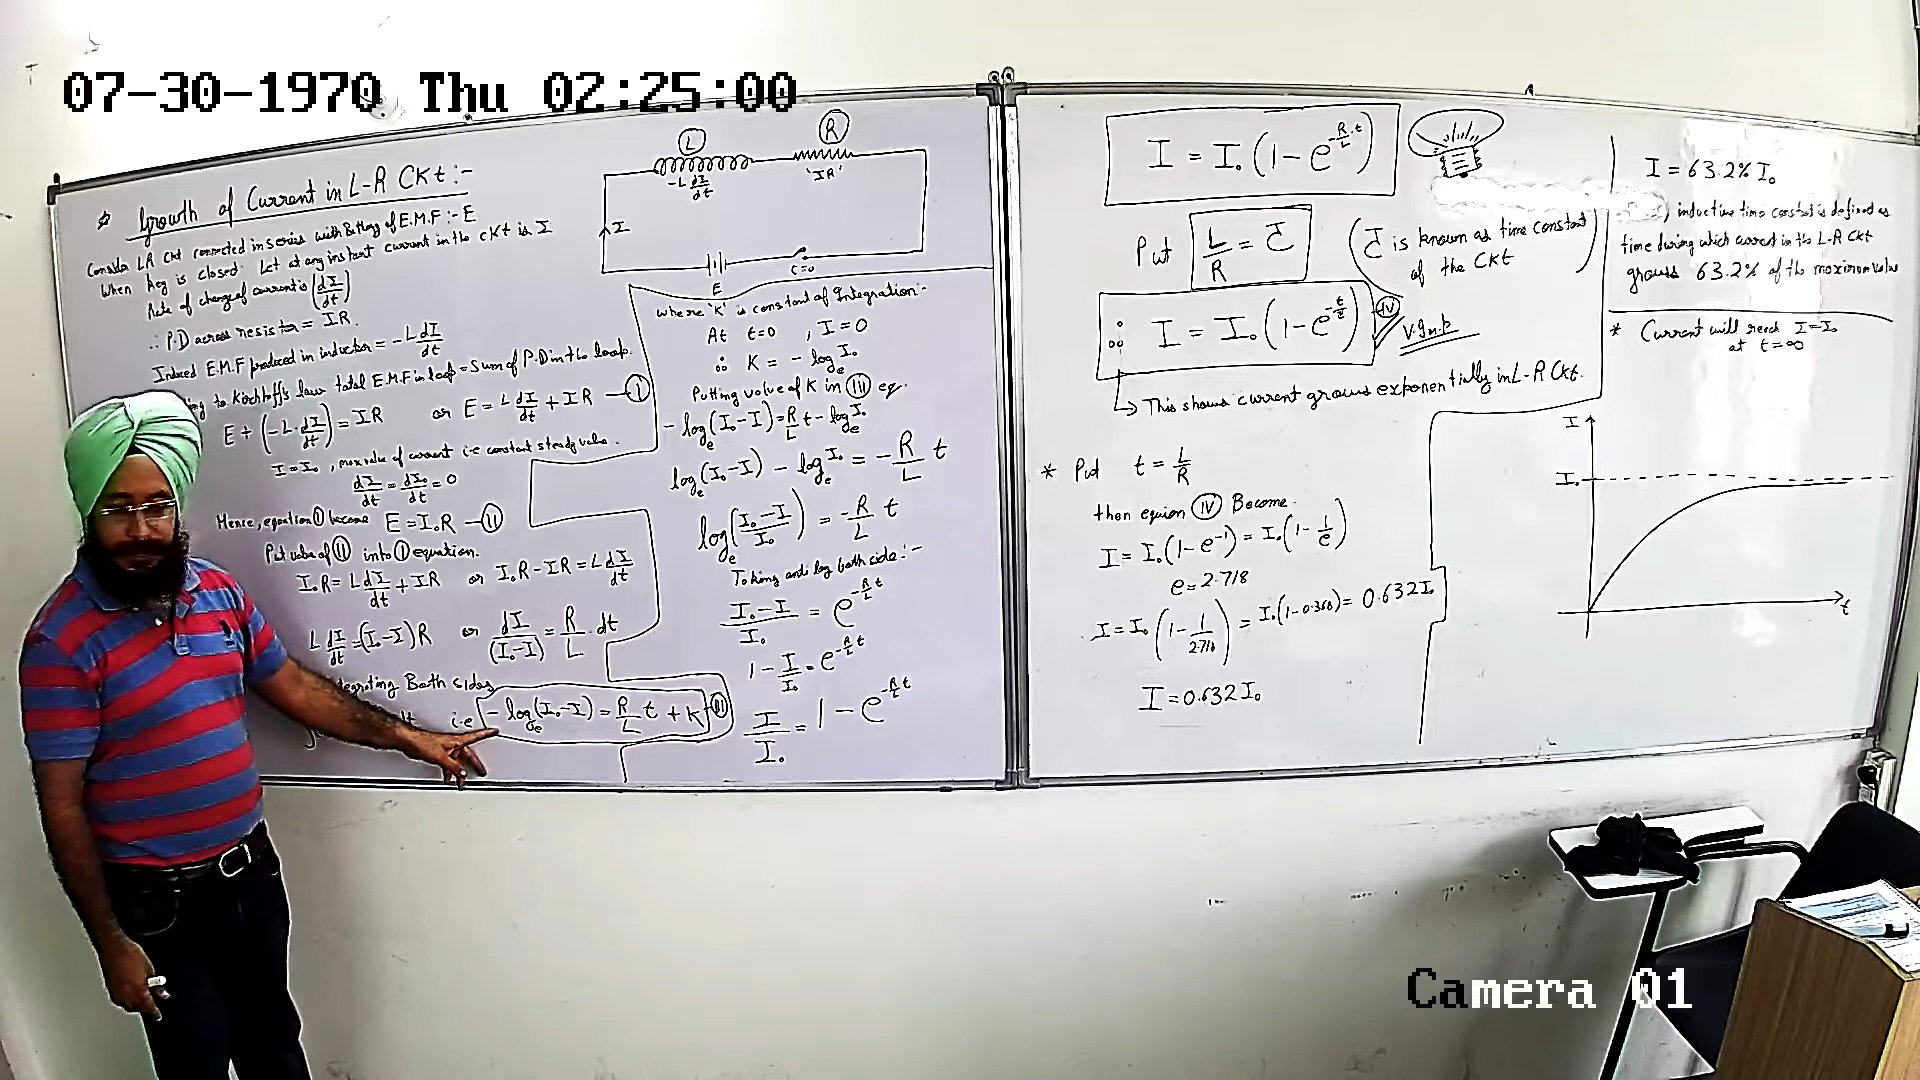 07-30-1970 Thu 02:25:00
Growth of Current in L-R CKt :-
Consider LR CKt connected in series with Battery of E.M.F :- E
When key is closed. Let at any instant current in the CKt is I
Rate of change of current is (dI/dt)
∴ P.D across resistor = IR.
Induced E.M.F produced in inductor = -L dI/dt
to Kirchhoff's law total E.M.F in loop = Sum of P.D in the loop.
E + (-L. dI/dt) = IR or E = L dI/dt + IR — (I)
I = I₀, max value of current i.e constant steady value.
dI/dt = dI₀/dt = 0
Hence, equation (I) become E = I₀R — (II)
Put value of (II) into (I) equation.
I₀R = L dI/dt + IR or I₀R - IR = L dI/dt
L dI/dt = (I₀-I)R or dI/(I₀-I) = R/L . dt
Both sides
i.e - logₑ(I₀-I) = R/L t + K (III)
L
R
-L dI/dt
'IR'
I
E
t=0
where 'K' is constant of Integration :-
At t=0 , I=0
∴ K = - logₑ I₀
Putting value of K in (III) eq.
- logₑ(I₀-I) = R/L t - logₑ I₀
logₑ(I₀-I) - logₑ I₀ = - R/L t
logₑ((I₀-I)/I₀) = -R/L t
Taking anti log both side :-
(I₀-I)/I₀ = e^(-R/L t)
1 - I/I₀ = e^(-R/L t)
I/I₀ = 1 - e^(-R/L t)
I = I₀ (1 - e^(-R/L .t))
Put L/R = τ (τ is known as time constant
of the CKt)
∴ I = I₀ (1 - e^(-t/τ)) (IV) V.Imp
↳ This shows current grows exponentially in L-R CKt.
* Put t = L/R
then equion (IV) Become.
I = I₀(1 - e⁻¹) = I₀(1 - 1/e)
e = 2.718
I = I₀ (1 - 1/2.718) = I₀(1-0.368) = 0.632 I₀
I = 0.632 I₀
I = 63.2% I₀
inductive time constat is defined as
time during which current in the L-R CKt
grows 63.2% of the maximum value
* Current will reach I = I₀
at t = ∞
I
I₀
t
Camera 01